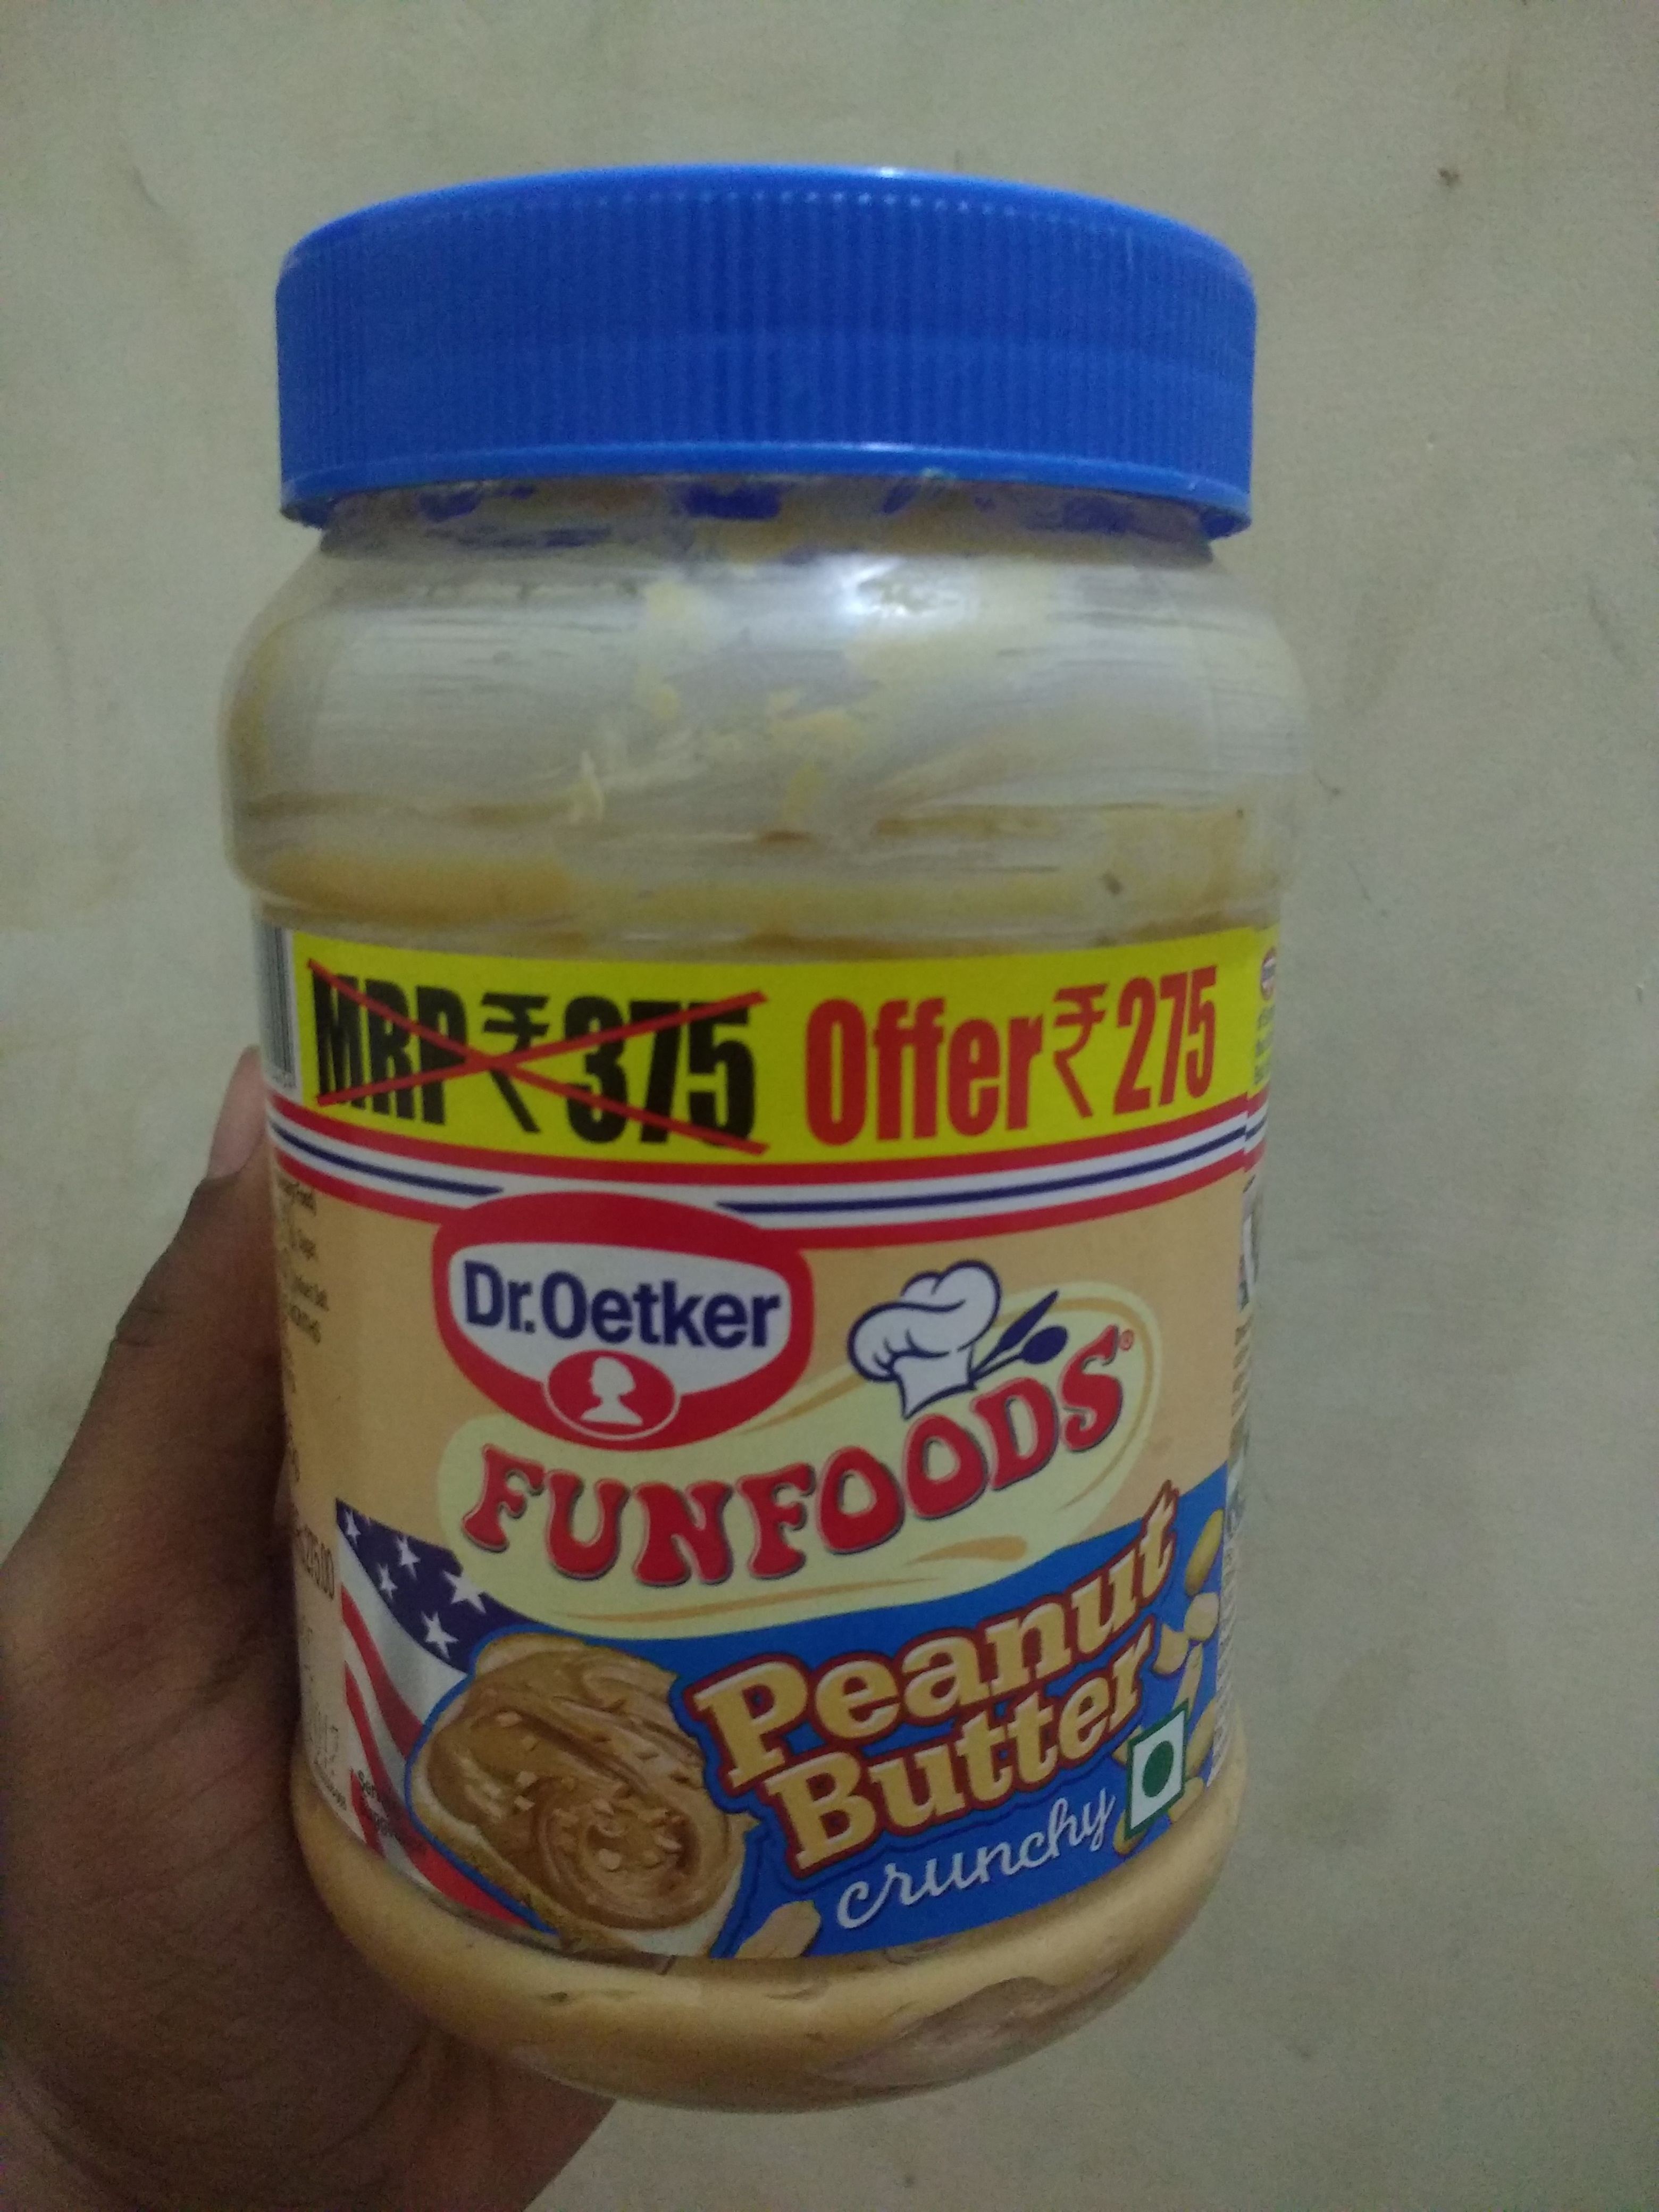 MRP ₹ 375 Offer ₹ 275
Dr.Oetker
FUNFOODS®
Peanut
Butter
crunchy